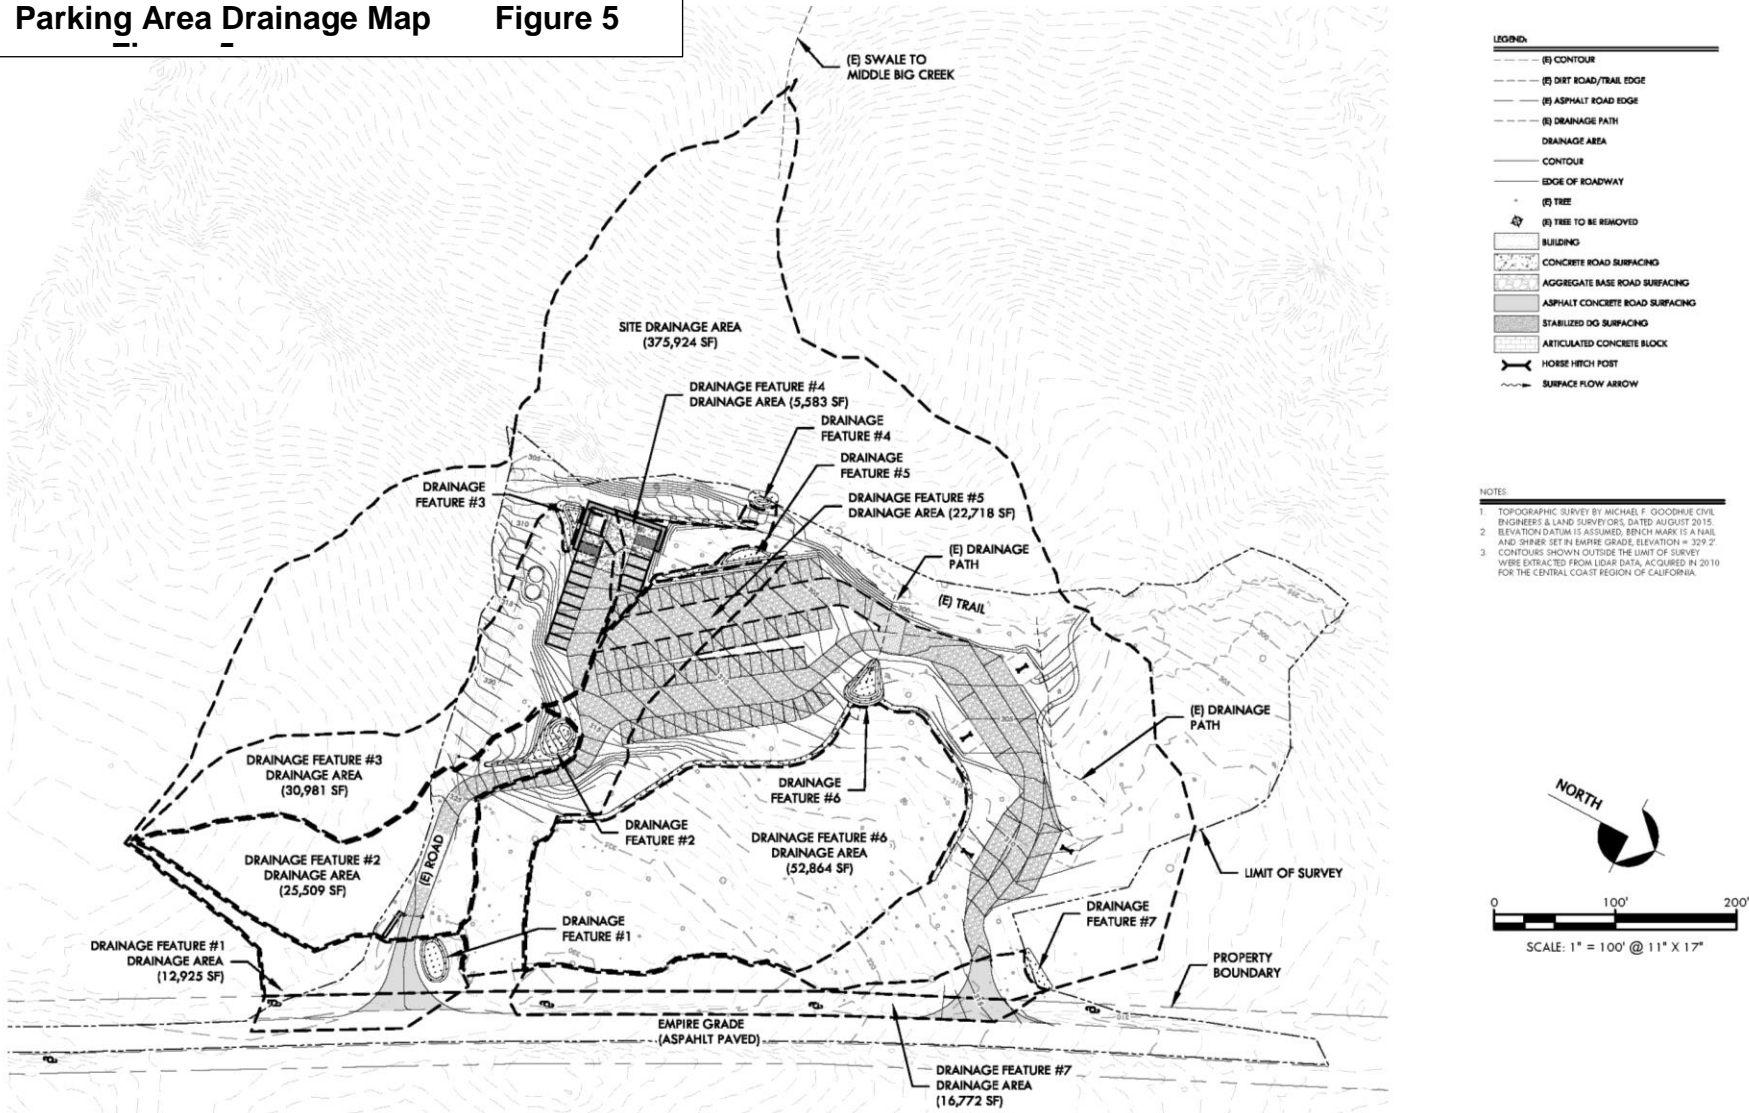 Parking Area Drainage Map Figure 5
(E) SWALE TO
MIDDLE BIG CREEK
SITE DRAINAGE AREA
(375,924 SF)
DRAINAGE FEATURE #4
DRAINAGE AREA (5,583 SF)
DRAINAGE
FEATURE #4
DRAINAGE
FEATURE #5
DRAINAGE FEATURE #5
DRAINAGE AREA (22,718 SF)
DRAINAGE
FEATURE #3
(E) DRAINAGE
PATH
(E) TRAIL
(E) DRAINAGE
PATH
DRAINAGE FEATURE #3
DRAINAGE AREA
(30,981 SF)
DRAINAGE
FEATURE #6
DRAINAGE
FEATURE #2
DRAINAGE FEATURE #6
DRAINAGE AREA
(52,864 SF)
DRAINAGE FEATURE #2
DRAINAGE AREA
(25,509 SF)
(E) ROAD
LIMIT OF SURVEY
DRAINAGE
FEATURE #7
DRAINAGE
FEATURE #1
DRAINAGE FEATURE #1
DRAINAGE AREA
(12,925 SF)
PROPERTY
BOUNDARY
EMPIRE GRADE
(ASPAHLT PAVED)
DRAINAGE FEATURE #7
DRAINAGE AREA
(16,772 SF)
305
310
LEGEND:
(E) CONTOUR
(E) DIRT ROAD/TRAIL EDGE
(E) ASPHALT ROAD EDGE
(E) DRAINAGE PATH
DRAINAGE AREA
CONTOUR
EDGE OF ROADWAY
(E) TREE
(E) TREE TO BE REMOVED
BUILDING
CONCRETE ROAD SURFACING
AGGREGATE BASE ROAD SURFACING
ASPHALT CONCRETE ROAD SURFACING
STABILIZED DG SURFACING
ARTICULATED CONCRETE BLOCK
HORSE HITCH POST
SURFACE FLOW ARROW
NOTES:
1. TOPOGRAPHIC SURVEY BY MICHAEL F. GOODHUE CIVIL
ENGINEERS & LAND SURVEYORS, DATED AUGUST 2015.
2. ELEVATION DATUM IS ASSUMED, BENCH MARK IS A NAIL
AND SHINER SET IN EMPIRE GRADE, ELEVATION = 329.2'
3. CONTOURS SHOWN OUTSIDE THE LIMIT OF SURVEY
WERE EXTRACTED FROM LIDAR DATA, ACQUIRED IN 2010
FOR THE CENTRAL COAST REGION OF CALIFORNIA.
NORTH
0 100' 200'
SCALE: 1" = 100' @ 11" X 17"